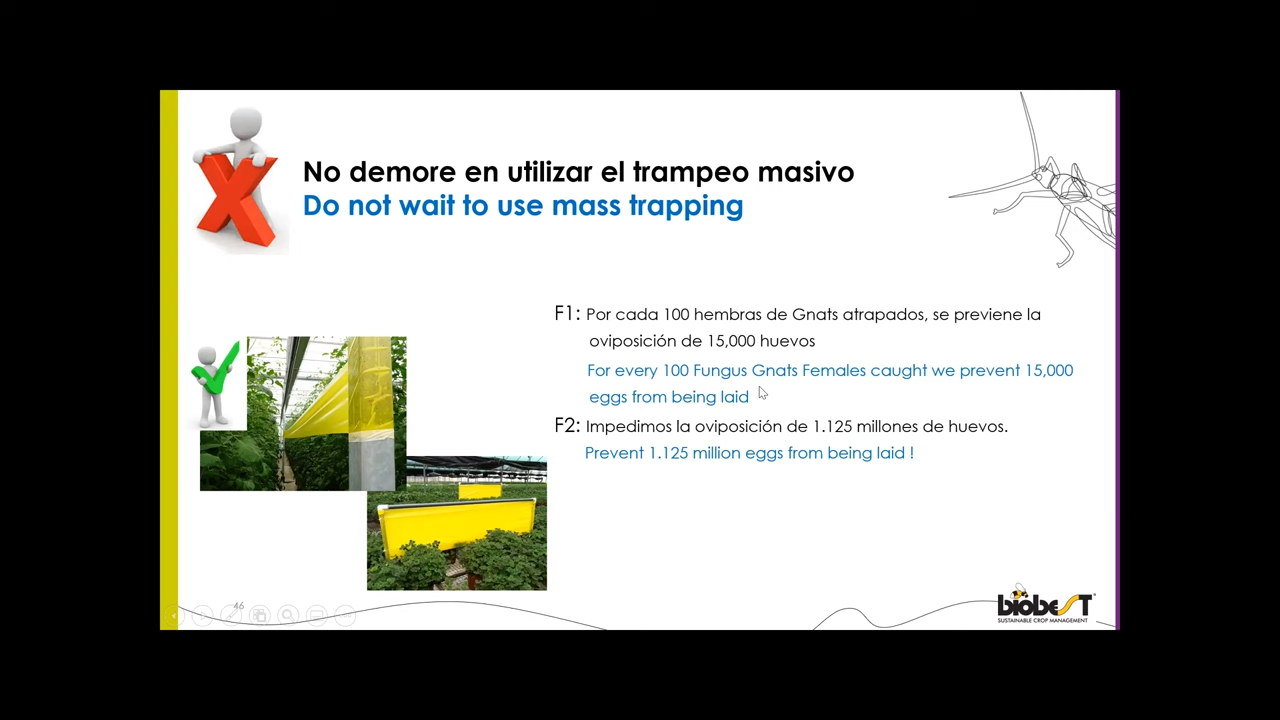 No demore en utilizar el trampeo masivo
Do not wait to use mass trapping
F1: Por cada 100 hembras de Gnats atrapados, se previene la
oviposición de 15,000 huevos
For every 100 Fungus Gnats Females caught we prevent 15,000
eggs from being laid
F2: Impedimos la oviposición de 1.125 millones de huevos.
Prevent 1.125 million eggs from being laid !
46
biobesT
SUSTAINABLE CROP MANAGEMENT